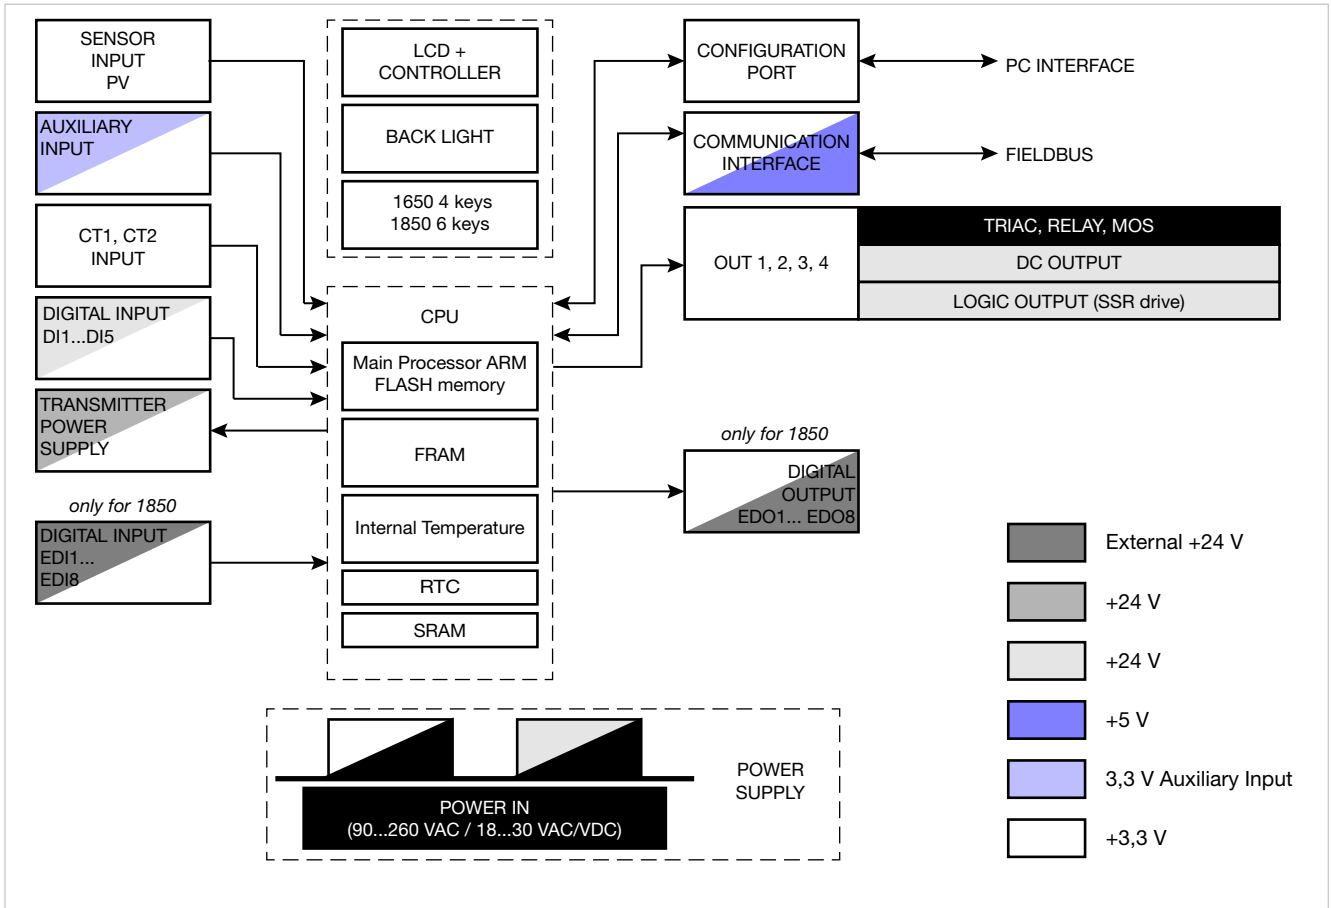 SENSOR
INPUT
PV
AUXILIARY
INPUT
CT1, CT2
INPUT
DIGITAL INPUT
DI1...DI5
TRANSMITTER
POWER
SUPPLY
only for 1850
DIGITAL INPUT
EDI1...
EDI8
LCD +
CONTROLLER
BACK LIGHT
1650 4 keys
1850 6 keys
CPU
Main Processor ARM
FLASH memory
FRAM
Internal Temperature
RTC
SRAM
CONFIGURATION
PORT
PC INTERFACE
COMMUNICATION
INTERFACE
FIELDBUS
OUT 1, 2, 3, 4
TRIAC, RELAY, MOS
DC OUTPUT
LOGIC OUTPUT (SSR drive)
only for 1850
DIGITAL
OUTPUT
EDO1... EDO8
External +24 V
+24 V
+24 V
+5 V
3,3 V Auxiliary Input
+3,3 V
POWER
SUPPLY
POWER IN
(90...260 VAC / 18...30 VAC/VDC)